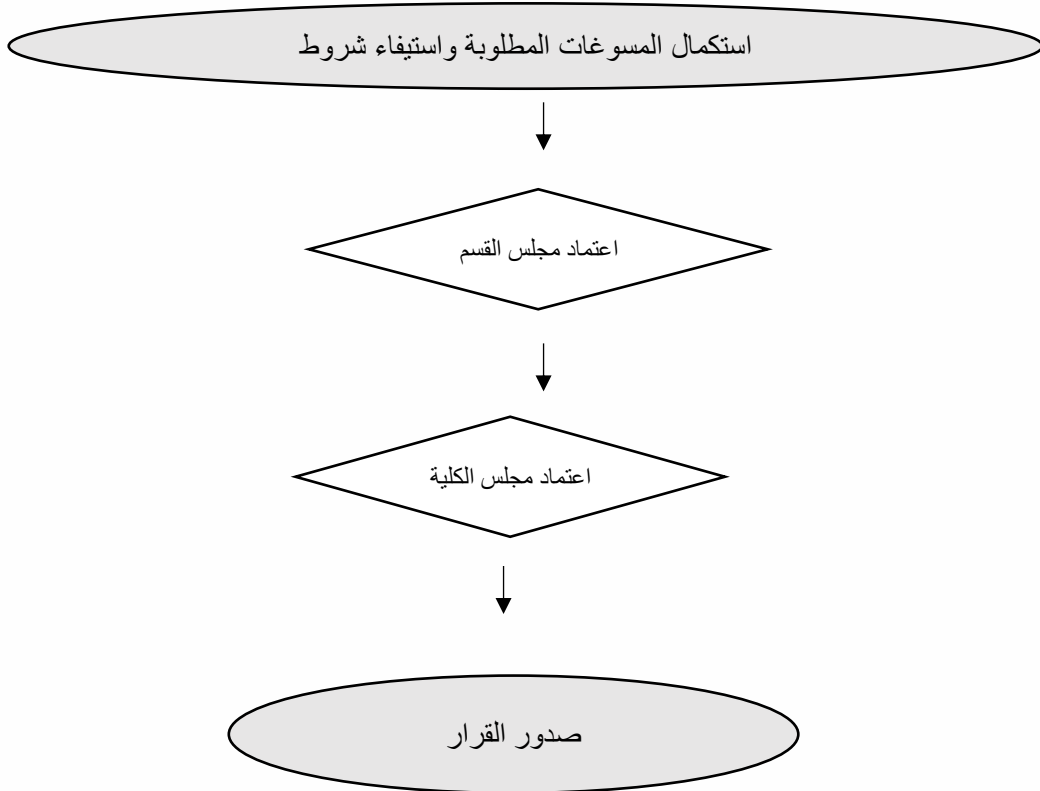 استكمال المسوغات المطلوبة واستيفاء شروط
اعتماد مجلس القسم
اعتماد مجلس الكلية
صدور القرار